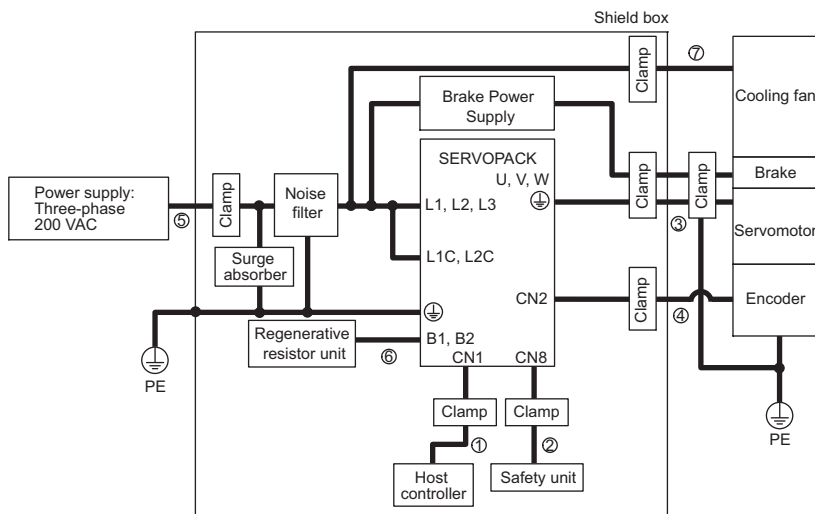 Shield box
Clamp
⑦
Cooling fan
Brake Power
Supply
SERVOPACK
U, V, W
Clamp
Clamp
Brake
Power supply:
Three-phase
200 VAC
⑤
Clamp
Noise
filter
L1, L2, L3
③
Servomotor
Surge
absorber
L1C, L2C
CN2
Clamp
④
Encoder
Regenerative
resistor unit
⑥
B1, B2
CN1
CN8
PE
Clamp
Clamp
PE
①
②
Host
controller
Safety unit